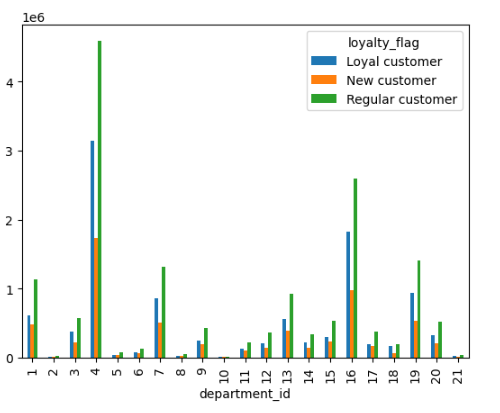 1e6
loyalty_flag
Loyal customer
New customer
Regular customer
4
3
2
1
0
1 2 3 4 5 6 7 8 9 10 11 12 13 14 15 16 17 18 19 20 21
department_id